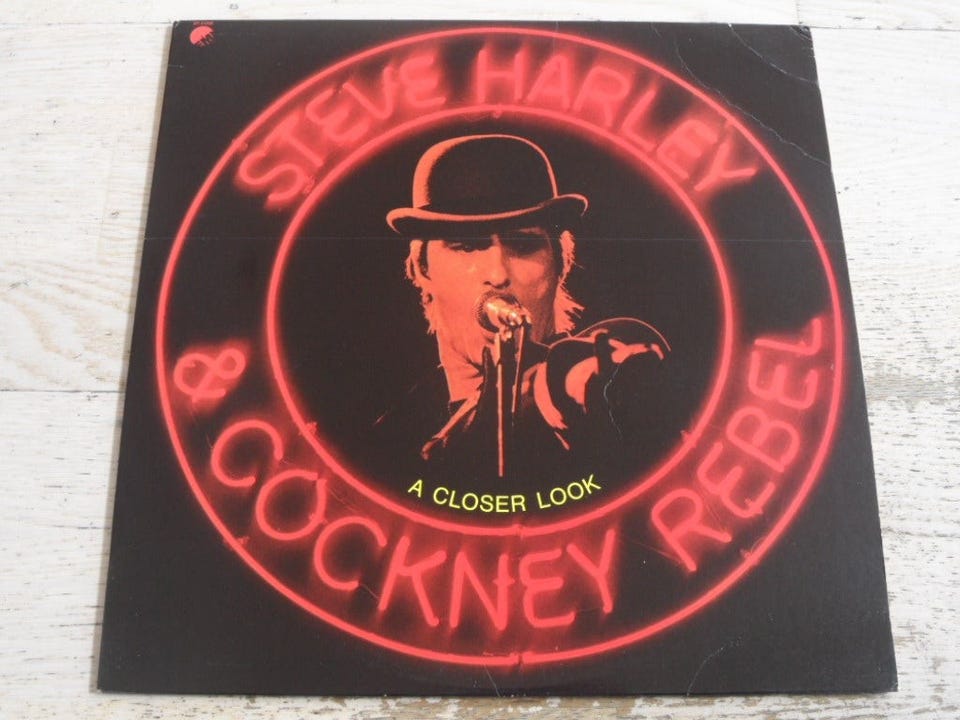 STEVE HARLEY
& COCKNEY REBEL
A CLOSER LOOK